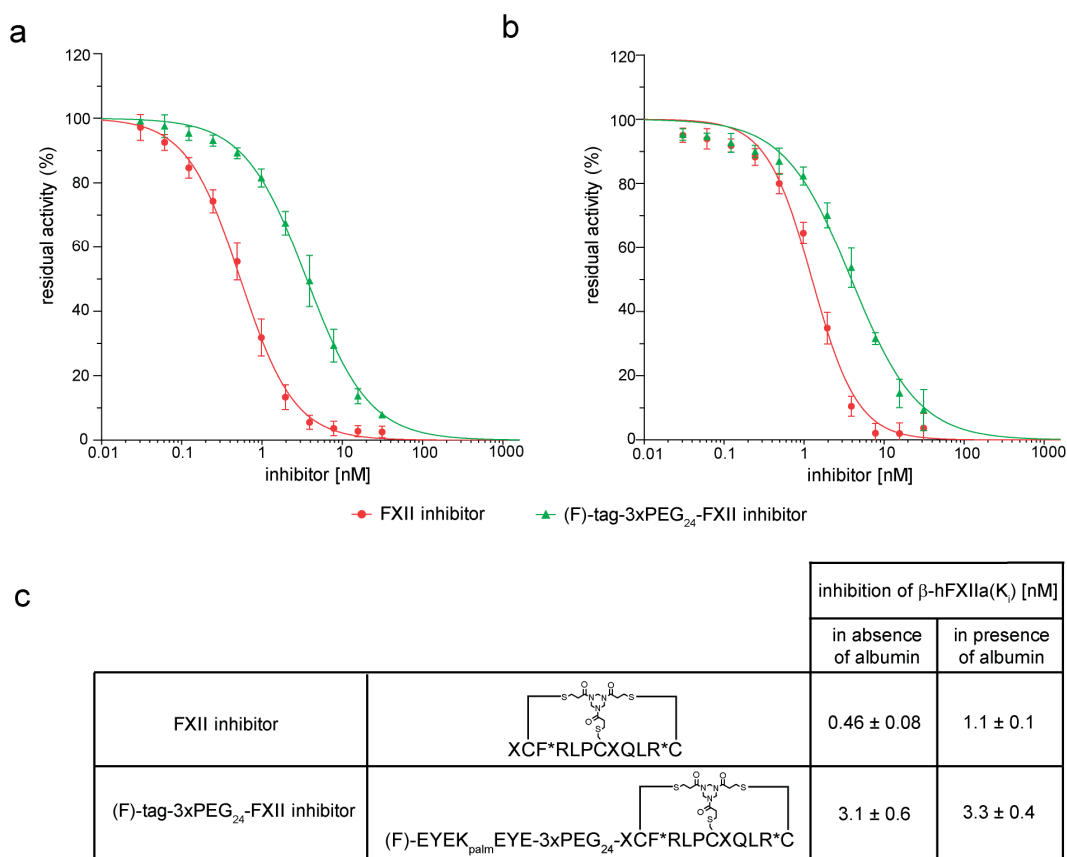 a
b
120
100
80
60
40
20
0
residual activity (%)
0.01 0.1 1 10 100 1000
inhibitor [nM]
120
100
80
60
40
20
0
residual activity (%)
0.01 0.1 1 10 100 1000
inhibitor [nM]
FXII inhibitor (F)-tag-3xPEG24-FXII inhibitor
c
inhibition of β-hFXIIa(Ki) [nM]
in absence
of albumin
in presence
of albumin
FXII inhibitor
O O
S N N S
N
O
S
XCF*RLPCXQLR*C
0.46 ± 0.08
1.1 ± 0.1
(F)-tag-3xPEG24-FXII inhibitor
O O
S N N S
N
O
S
(F)-EYEKpalmEYE-3xPEG24-XCF*RLPCXQLR*C
3.1 ± 0.6
3.3 ± 0.4